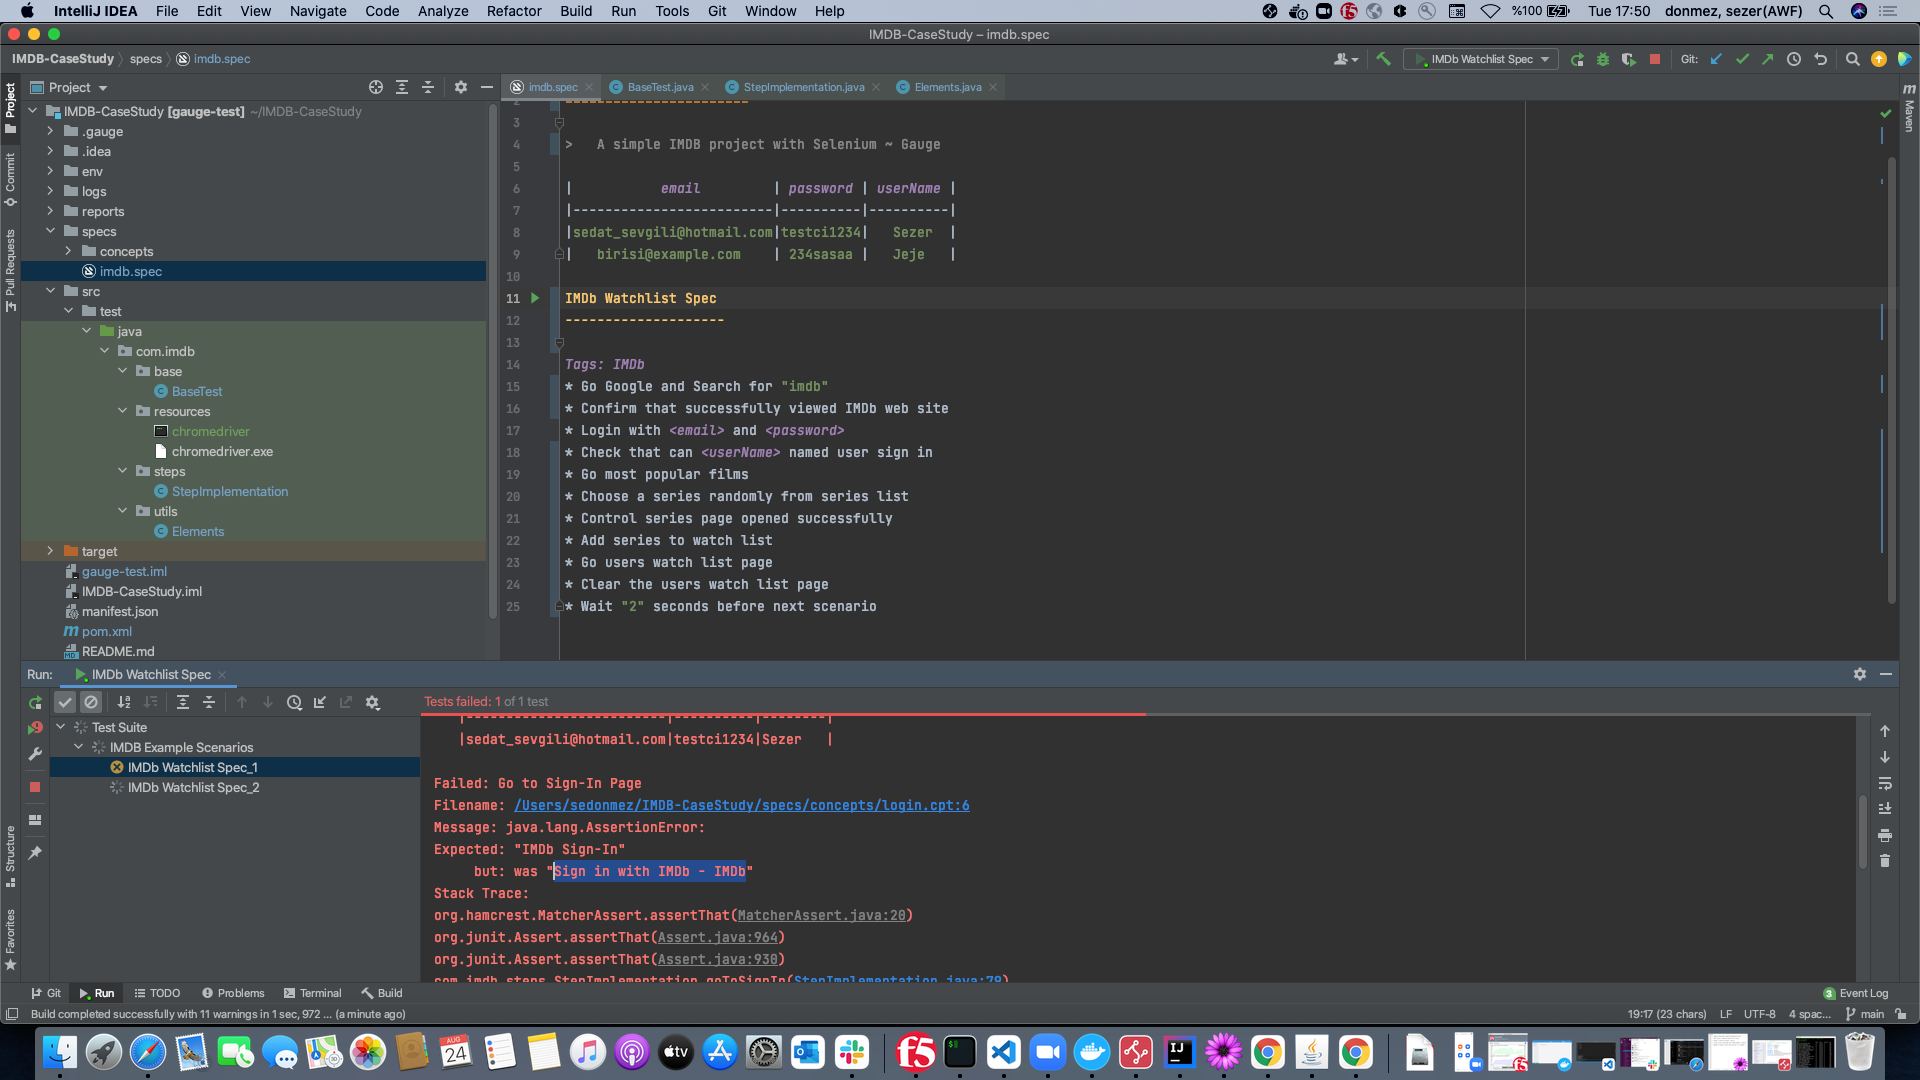 IntelliJ IDEA File Edit View Navigate Code Analyze Refactor Build Run Tools Git Window Help %100 Tue 17:50 donmez, sezer(AWF)
IMDB-CaseStudy – imdb.spec
IMDB-CaseStudy specs imdb.spec IMDb Watchlist Spec Git:
Project
imdb.spec BaseTest.java StepImplementation.java Elements.java
Project
Commit
Pull Requests
Structure
Favorites
Maven
IMDB-CaseStudy [gauge-test] ~/IMDB-CaseStudy
.gauge
.idea
env
logs
reports
specs
concepts
imdb.spec
src
test
java
com.imdb
base
BaseTest
resources
chromedriver
chromedriver.exe
steps
StepImplementation
utils
Elements
target
gauge-test.iml
IMDB-CaseStudy.iml
manifest.json
pom.xml
README.md
2 -----------------------
3
4 > A simple IMDB project with Selenium ~ Gauge
5
6 | email | password | userName |
7 |-------------------------|----------|----------|
8 |sedat_sevgili@hotmail.com|testci1234| Sezer |
9 | birisi@example.com | 234sasaa | Jeje |
10
11 IMDb Watchlist Spec
12 --------------------
13
14 Tags: IMDb
15 * Go Google and Search for "imdb"
16 * Confirm that successfully viewed IMDb web site
17 * Login with <email> and <password>
18 * Check that can <userName> named user sign in
19 * Go most popular films
20 * Choose a series randomly from series list
21 * Control series page opened successfully
22 * Add series to watch list
23 * Go users watch list page
24 * Clear the users watch list page
25 * Wait "2" seconds before next scenario
Run: IMDb Watchlist Spec
Tests failed: 1 of 1 test
Test Suite
IMDB Example Scenarios
IMDb Watchlist Spec_1
IMDb Watchlist Spec_2
|-------------------------|----------|--------|
|sedat_sevgili@hotmail.com|testci1234|Sezer |
Failed: Go to Sign-In Page
Filename: /Users/sedonmez/IMDB-CaseStudy/specs/concepts/login.cpt:6
Message: java.lang.AssertionError:
Expected: "IMDb Sign-In"
but: was "Sign in with IMDb - IMDb"
Stack Trace:
org.hamcrest.MatcherAssert.assertThat(MatcherAssert.java:20)
org.junit.Assert.assertThat(Assert.java:964)
org.junit.Assert.assertThat(Assert.java:930)
com.imdb.steps.StepImplementation.goToSignIn(StepImplementation.java:79)
Git Run TODO Problems Terminal Build 3 Event Log
Build completed successfully with 11 warnings in 1 sec, 972 ... (a minute ago) 19:17 (23 chars) LF UTF-8 4 spac... main
AUG
24
tv
f5
IJ